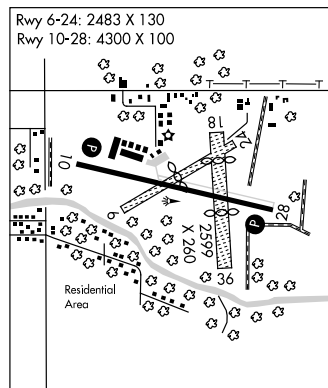 Rwy 6-24: 2483 X 130
Rwy 10-28: 4300 X 100
18
24
P
10
6
2599
X 260
28
P
36
Residential
Area